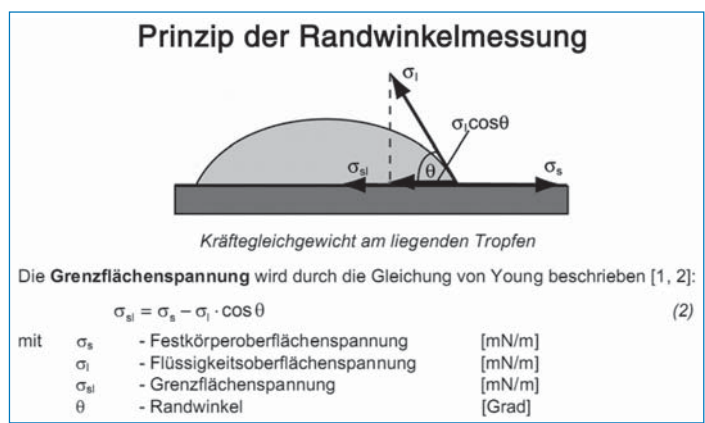 Prinzip der Randwinkelmessung
σₗ
σₗcosθ
σₛₗ
θ
σₛ
Kräftegleichgewicht am liegenden Tropfen
Die Grenzflächenspannung wird durch die Gleichung von Young beschrieben [1, 2]:
σₛₗ = σₛ − σₗ · cos θ (2)
mit σₛ - Festkörperoberflächenspannung [mN/m]
σₗ - Flüssigkeitsoberflächenspannung [mN/m]
σₛₗ - Grenzflächenspannung [mN/m]
θ - Randwinkel [Grad]